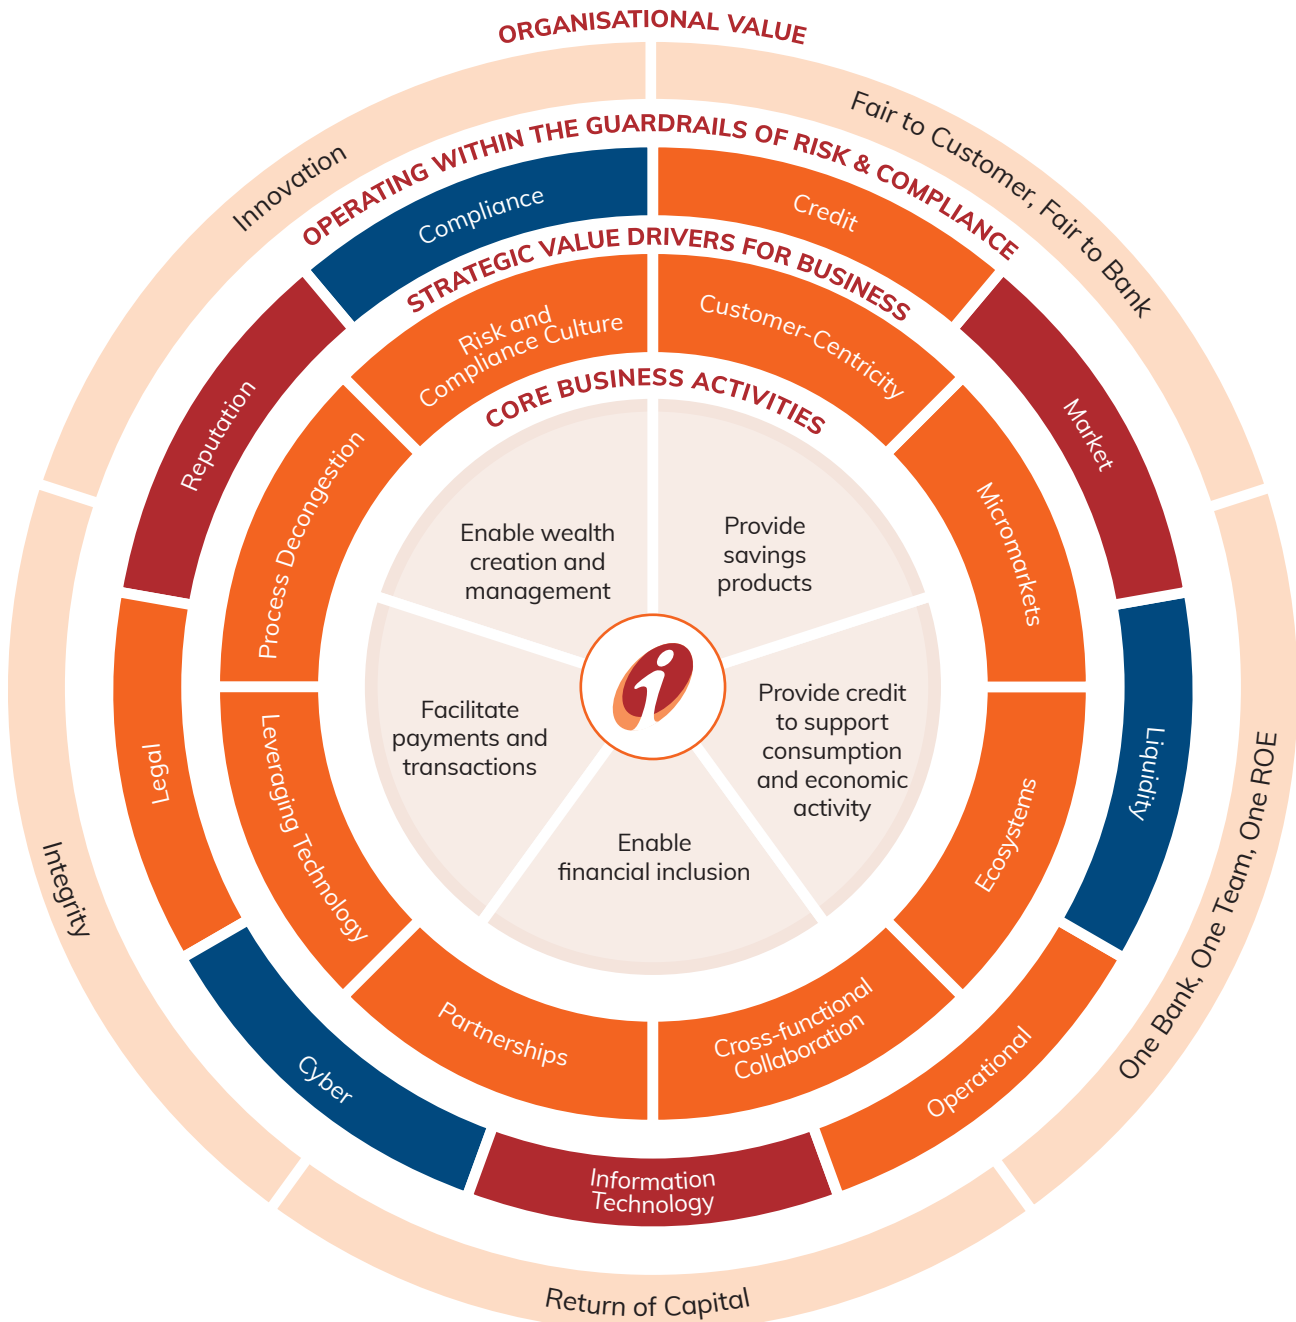 ORGANISATIONAL VALUE
Fair to Customer, Fair to Bank
One Bank, One Team, One ROE
Return of Capital
Integrity
Innovation
OPERATING WITHIN THE GUARDRAILS OF RISK & COMPLIANCE
Credit
Market
Liquidity
Operational
Information
Technology
Cyber
Legal
Reputation
Compliance
STRATEGIC VALUE DRIVERS FOR BUSINESS
Customer-Centricity
Micromarkets
Ecosystems
Cross-functional
Collaboration
Partnerships
Leveraging Technology
Process Decongestion
Risk and
Compliance Culture
CORE BUSINESS ACTIVITIES
Provide
savings
products
Provide credit
to support
consumption
and economic
activity
Enable
financial inclusion
Facilitate
payments and
transactions
Enable wealth
creation and
management